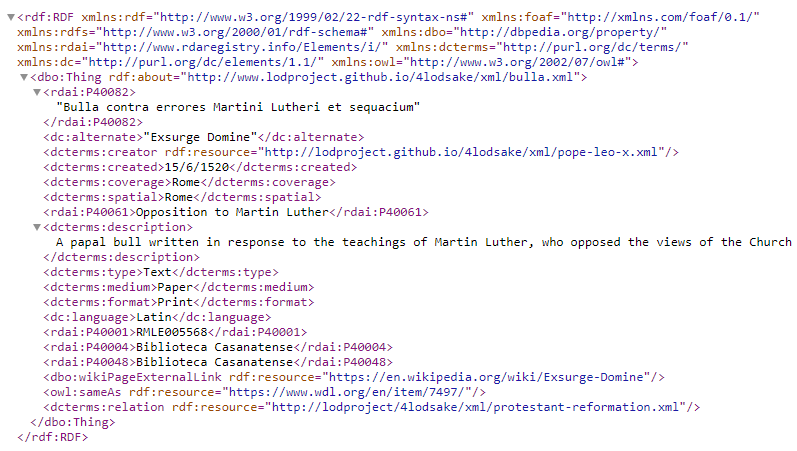 <rdf:RDF xmlns:rdf="http://www.w3.org/1999/02/22-rdf-syntax-ns#" xmlns:foaf="http://xmlns.com/foaf/0.1/"
xmlns:rdfs="http://www.w3.org/2000/01/rdf-schema#" xmlns:dbo="http://dbpedia.org/property/"
xmlns:rdai="http://www.rdaregistry.info/Elements/i/" xmlns:dcterms="http://purl.org/dc/terms/"
xmlns:dc="http://purl.org/dc/elements/1.1/" xmlns:owl="http://www.w3.org/2002/07/owl#">
<dbo:Thing rdf:about="http://www.lodproject.github.io/4lodsake/xml/bulla.xml">
<rdai:P40082>
"Bulla contra errores Martini Lutheri et sequacium"
</rdai:P40082>
<dc:alternate>"Exsurge Domine"</dc:alternate>
<dcterms:creator rdf:resource="http://lodproject.github.io/4lodsake/xml/pope-leo-x.xml"/>
<dcterms:created>15/6/1520</dcterms:created>
<dcterms:coverage>Rome</dcterms:coverage>
<dcterms:spatial>Rome</dcterms:spatial>
<rdai:P40061>Opposition to Martin Luther</rdai:P40061>
<dcterms:description>
A papal bull written in response to the teachings of Martin Luther, who opposed the views of the Church
</dcterms:description>
<dcterms:type>Text</dcterms:type>
<dcterms:medium>Paper</dcterms:medium>
<dcterms:format>Print</dcterms:format>
<dc:language>Latin</dc:language>
<rdai:P40001>RMLE005568</rdai:P40001>
<rdai:P40004>Biblioteca Casanatense</rdai:P40004>
<rdai:P40048>Biblioteca Casanatense</rdai:P40048>
<dbo:wikiPageExternalLink rdf:resource="https://en.wikipedia.org/wiki/Exsurge-Domine"/>
<owl:sameAs rdf:resource="https://www.wdl.org/en/item/7497/"/>
<dcterms:relation rdf:resource="http://lodproject/4lodsake/xml/protestant-reformation.xml"/>
</dbo:Thing>
</rdf:RDF>